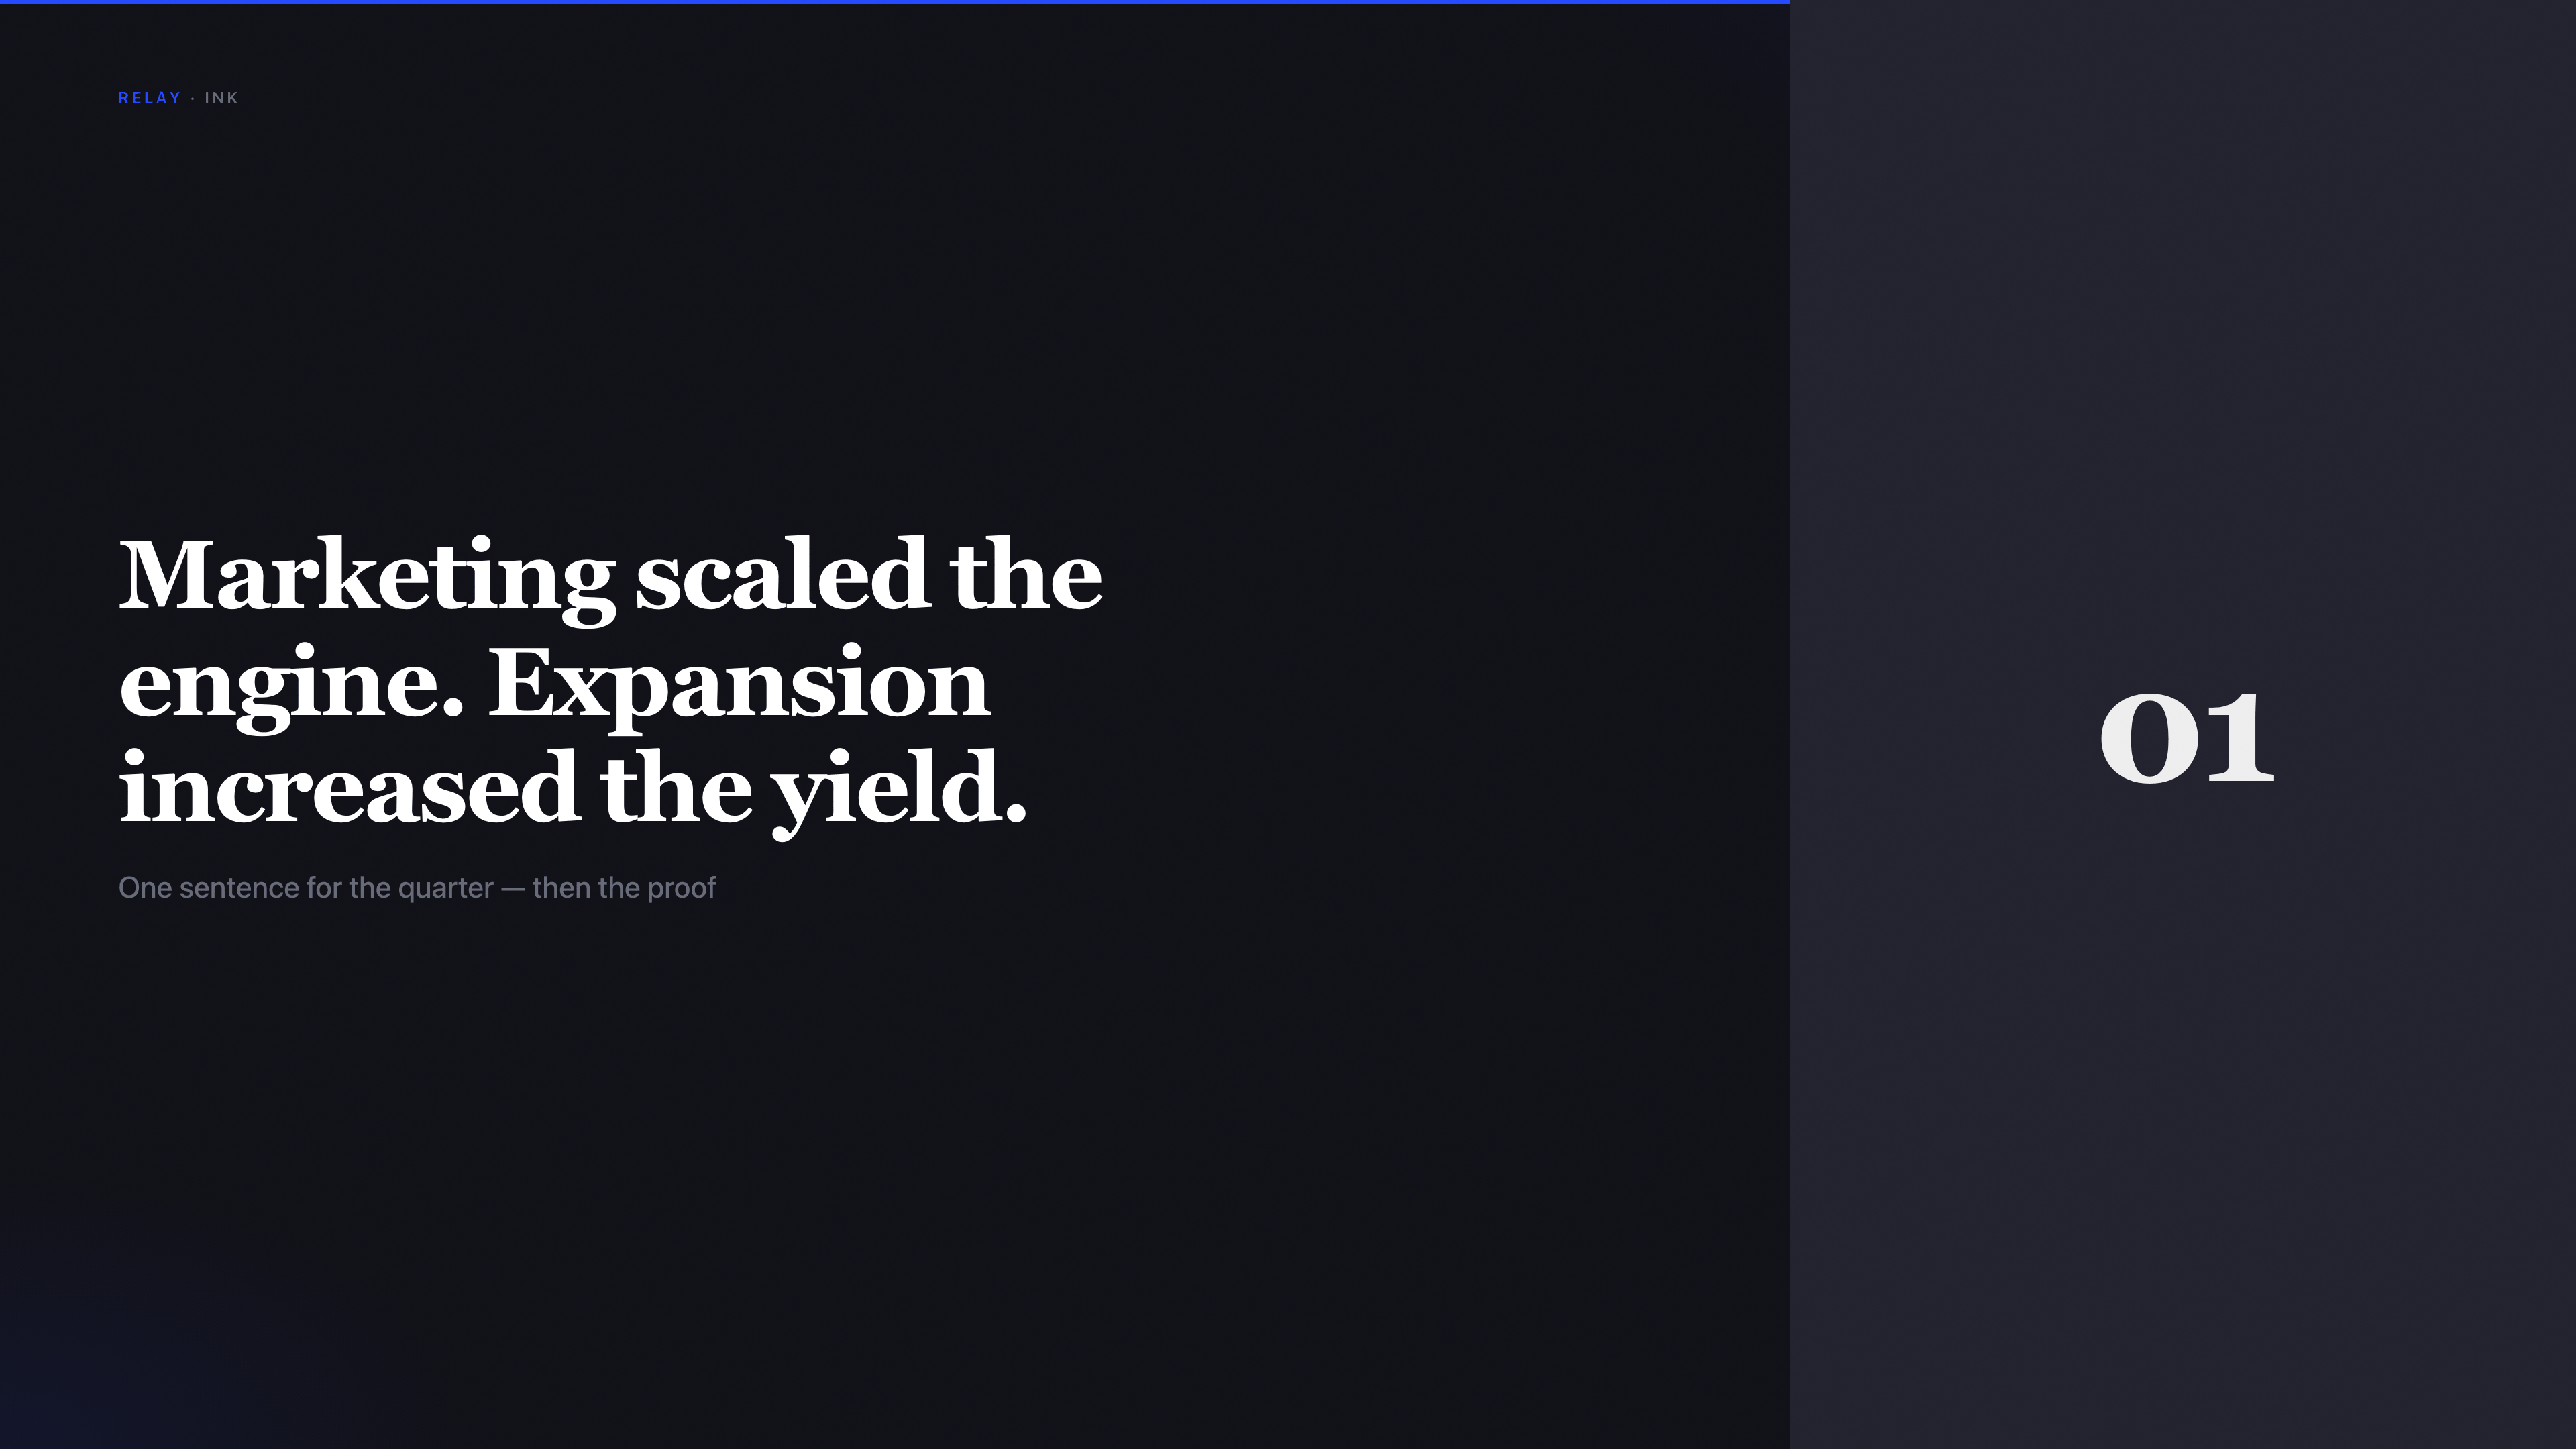 RELAY · INK
Marketing scaled the
engine. Expansion
increased the yield.
One sentence for the quarter — then the proof
01